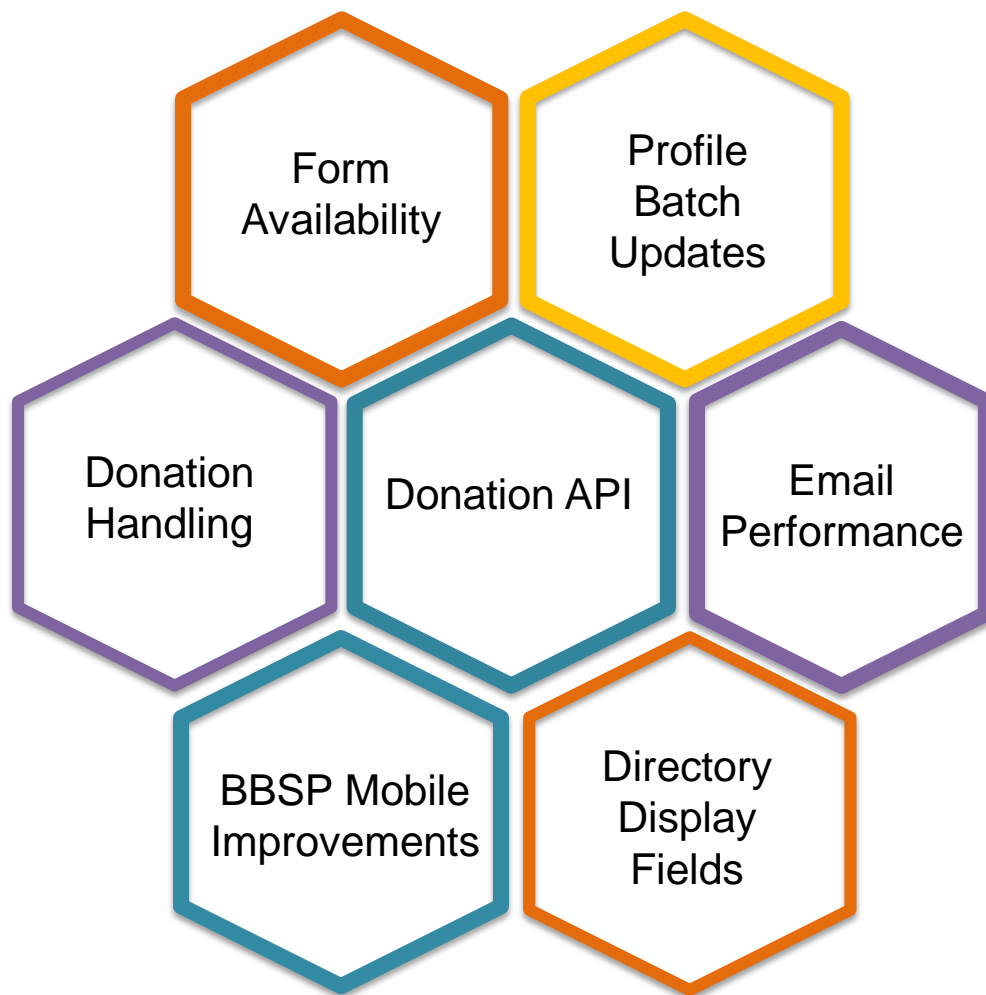 Form
Availability
Profile
Batch
Updates
Donation
Handling
Donation API
Email
Performance
BBSP Mobile
Improvements
Directory
Display
Fields